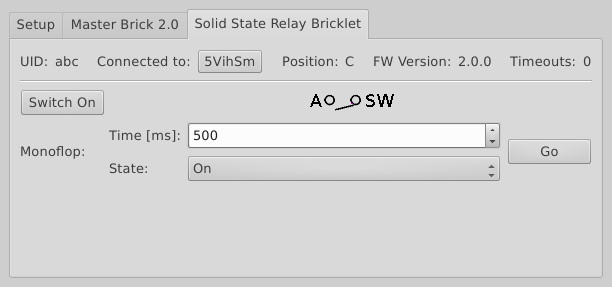 Setup Master Brick 2.0 Solid State Relay Bricklet
UID: abc Connected to: 5VihSm Position: C FW Version: 2.0.0 Timeouts: 0
Switch On A SW
Time [ms]: 500
Monoflop: Go
State: On